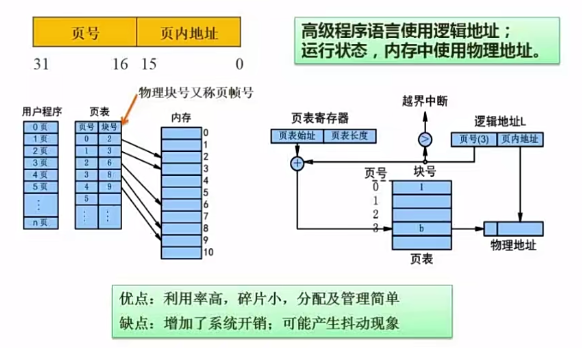 页号 页内地址
31 16 15 0
高级程序语言使用逻辑地址；
运行状态，内存中使用物理地址。
物理块号又称页帧号
用户程序
0 页
1 页
2 页
3 页
4 页
5 页
⋮
n 页
页表
页号 块号
0 2
1 3
2 6
3 8
4 9
5
⋮ ⋮
内存
0
1
2
3
4
5
6
7
8
9
10
越界中断
页表寄存器
页表始址 页表长度
>
逻辑地址L
页号(3) 页内地址
+
页号 块号
0 1
1
2
3 b
页表
物理地址
优点：利用率高，碎片小，分配及管理简单
缺点：增加了系统开销；可能产生抖动现象